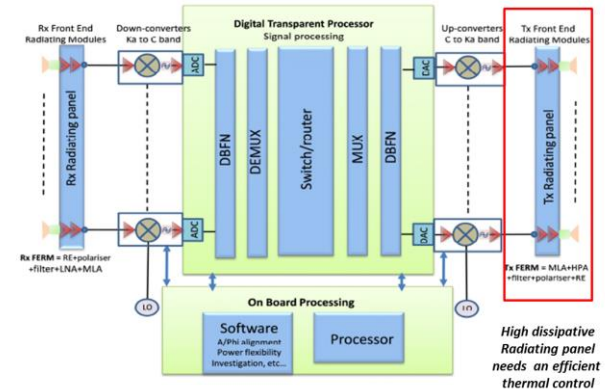 Rx Front End
Radiating Modules
Down-converters
Ka to C band
Digital Transparent Processor
Signal processing
Up-converters
C to Ka band
Tx Front End
Radiating Modules
ADC
DAC
Rx Radiating panel
DBFN
DEMUX
Switch/router
MUX
DBFN
Tx Radiating panel
ADC
DAC
Rx FERM = RE+polariser
+filter+LNA+MLA
Tx FERM = MLA+HPA
+filter+polariser+RE
LO
On Board Processing
LO
Software
A/Phi alignment
Power flexibility
Investigation, etc...
Processor
High dissipative
Radiating panel
needs an efficient
thermal control